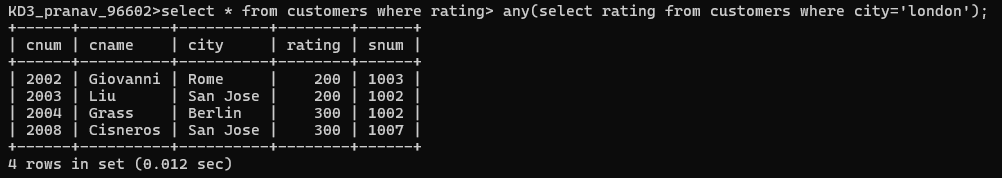 KD3_pranav_96602>select * from customers where rating> any(select rating from customers where city='london');
+------+----------+----------+--------+------+
| cnum | cname    | city     | rating | snum |
+------+----------+----------+--------+------+
| 2002 | Giovanni | Rome     |    200 | 1003 |
| 2003 | Liu      | San Jose |    200 | 1002 |
| 2004 | Grass    | Berlin   |    300 | 1002 |
| 2008 | Cisneros | San Jose |    300 | 1007 |
+------+----------+----------+--------+------+
4 rows in set (0.012 sec)